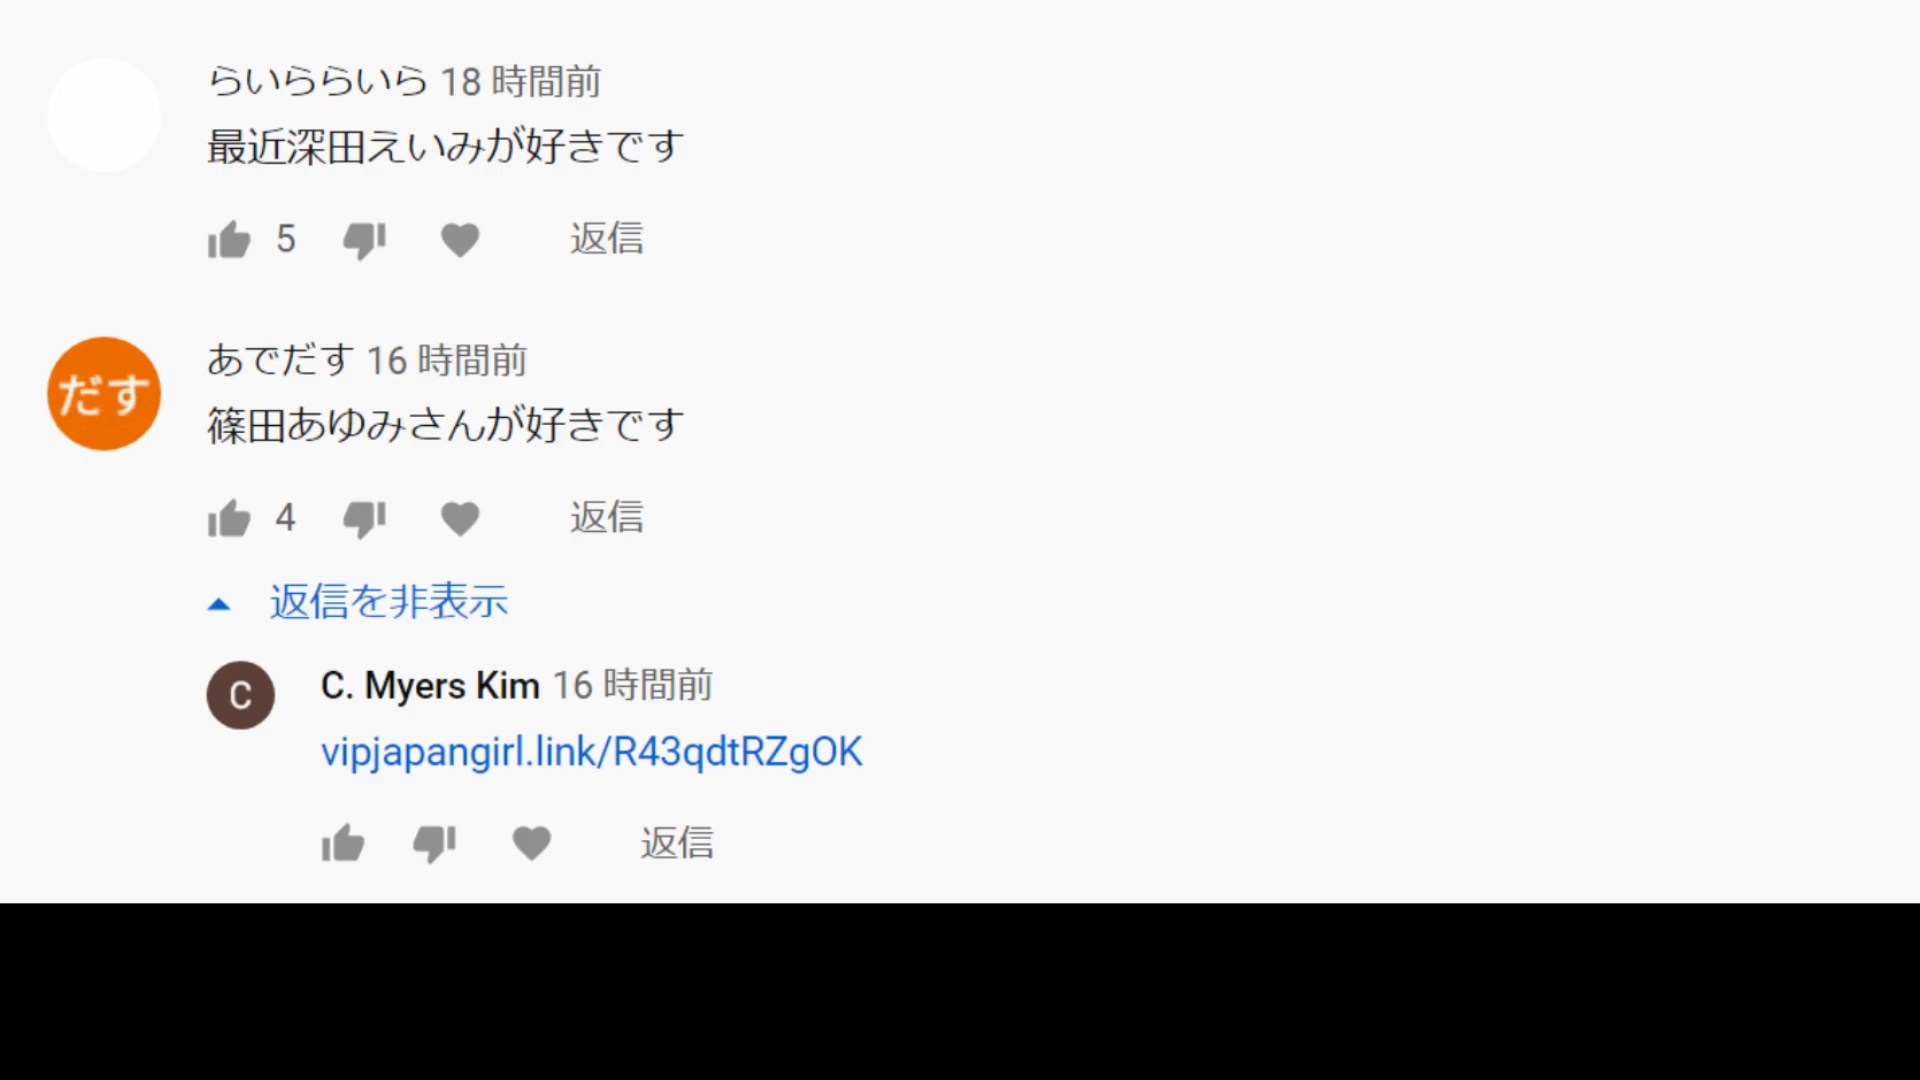 らいららいら 18 時間前
最近深田えいみが好きです
5 返信
だす
あでだす 16 時間前
篠田あゆみさんが好きです
4 返信
返信を非表示
C
C. Myers Kim 16 時間前
vipjapangirl.link/R43qdtRZgOK
返信